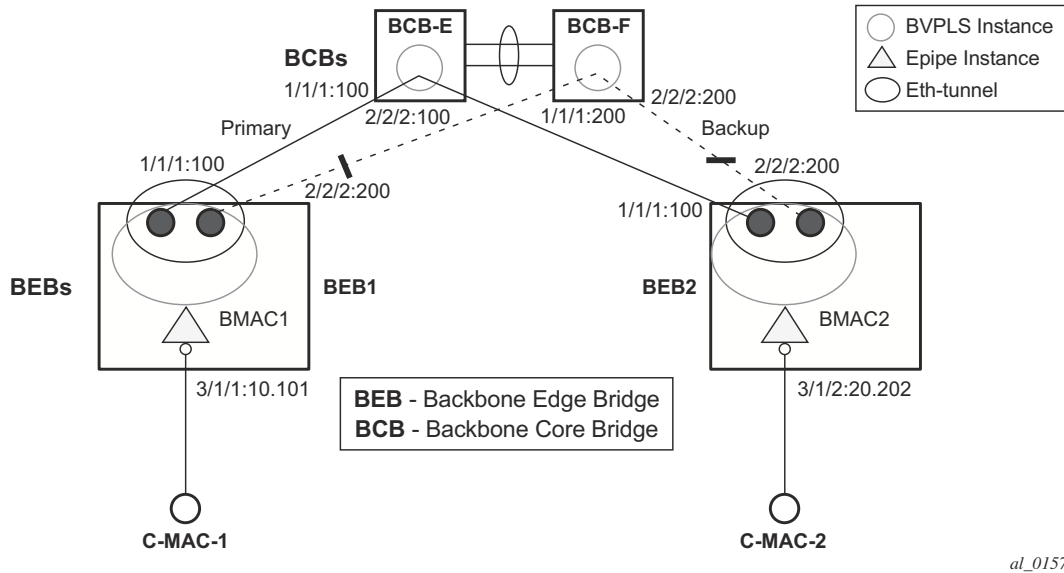 BCB-E
BCB-F
BCBs
BVPLS Instance
Epipe Instance
Eth-tunnel
1/1/1:100
2/2/2:100
1/1/1:200
2/2/2:200
Primary
Backup
1/1/1:100
2/2/2:200
2/2/2:200
1/1/1:100
BEBs
BEB1
BEB2
BMAC1
BMAC2
3/1/1:10.101
3/1/2:20.202
BEB - Backbone Edge Bridge
BCB - Backbone Core Bridge
C-MAC-1
C-MAC-2
al_0157